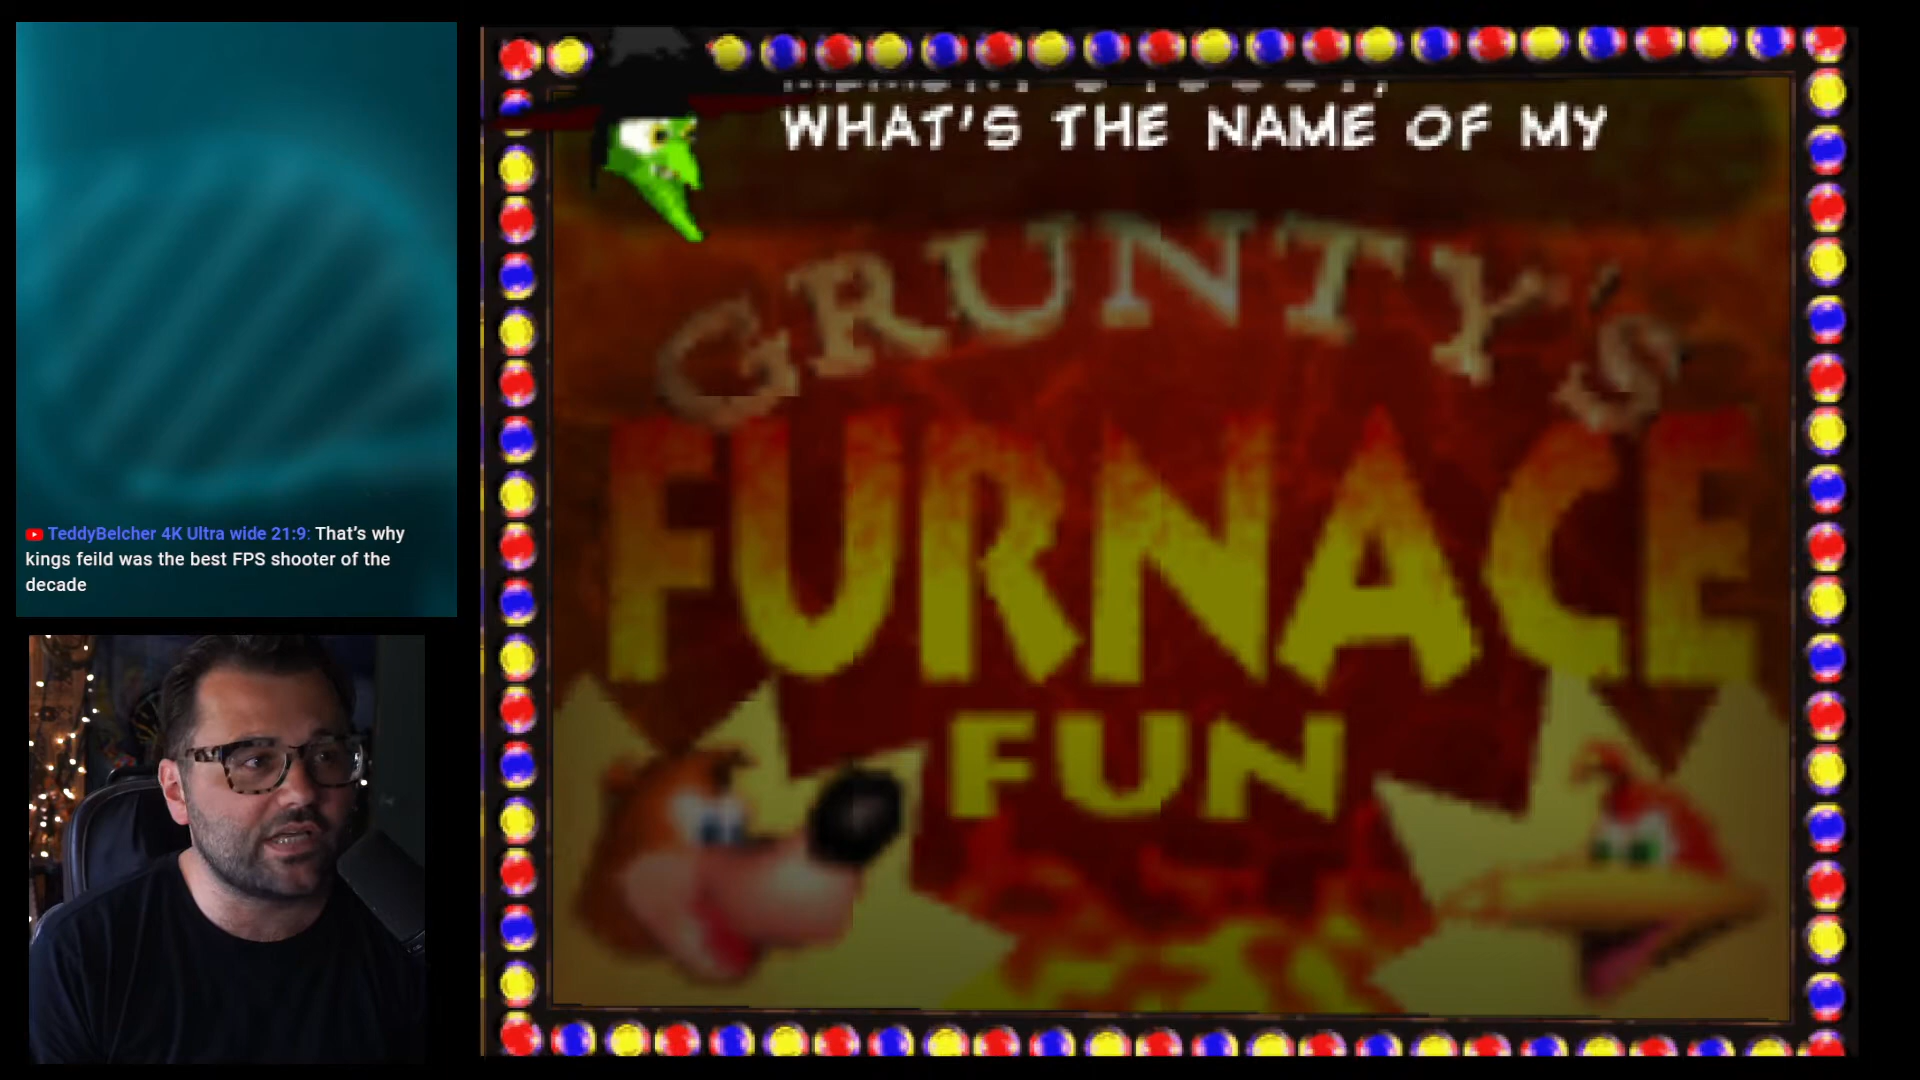 TeddyBelcher 4K Ultra wide 21:9: That's why
kings feild was the best FPS shooter of the
decade
WHAT'S THE NAME OF MY
GRUNTY'S
FURNACE
FUN